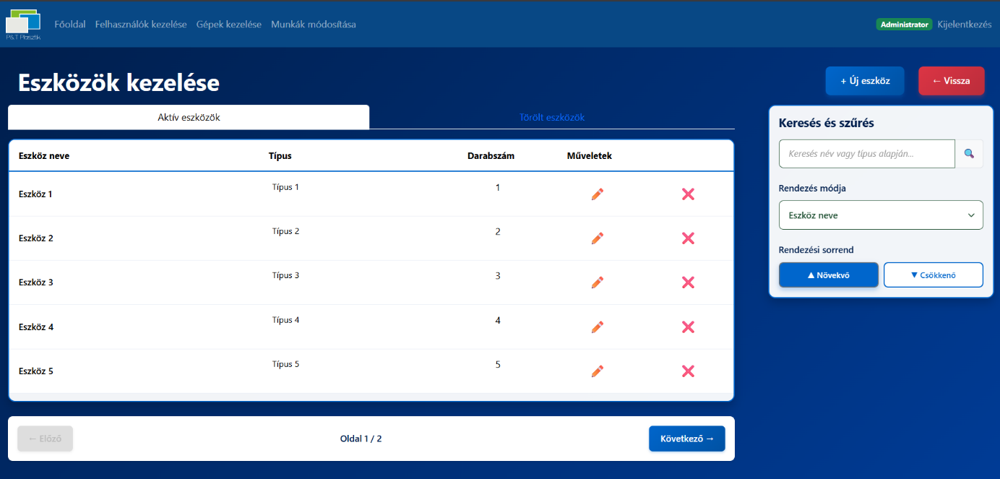 P&T Plasztik
Főoldal Felhasználók kezelése Gépek kezelése Munkák módosítása
Administrator Kijelentkezés
Eszközök kezelése
+ Új eszköz
← Vissza
Aktív eszközök
Törölt eszközök
Eszköz neve Típus Darabszám Műveletek
Eszköz 1 Típus 1 1
Eszköz 2 Típus 2 2
Eszköz 3 Típus 3 3
Eszköz 4 Típus 4 4
Eszköz 5 Típus 5 5
← Előző
Oldal 1 / 2
Következő →
Keresés és szűrés
Keresés név vagy típus alapján...
Rendezés módja
Eszköz neve
Rendezési sorrend
▲ Növekvő
▼ Csökkenő